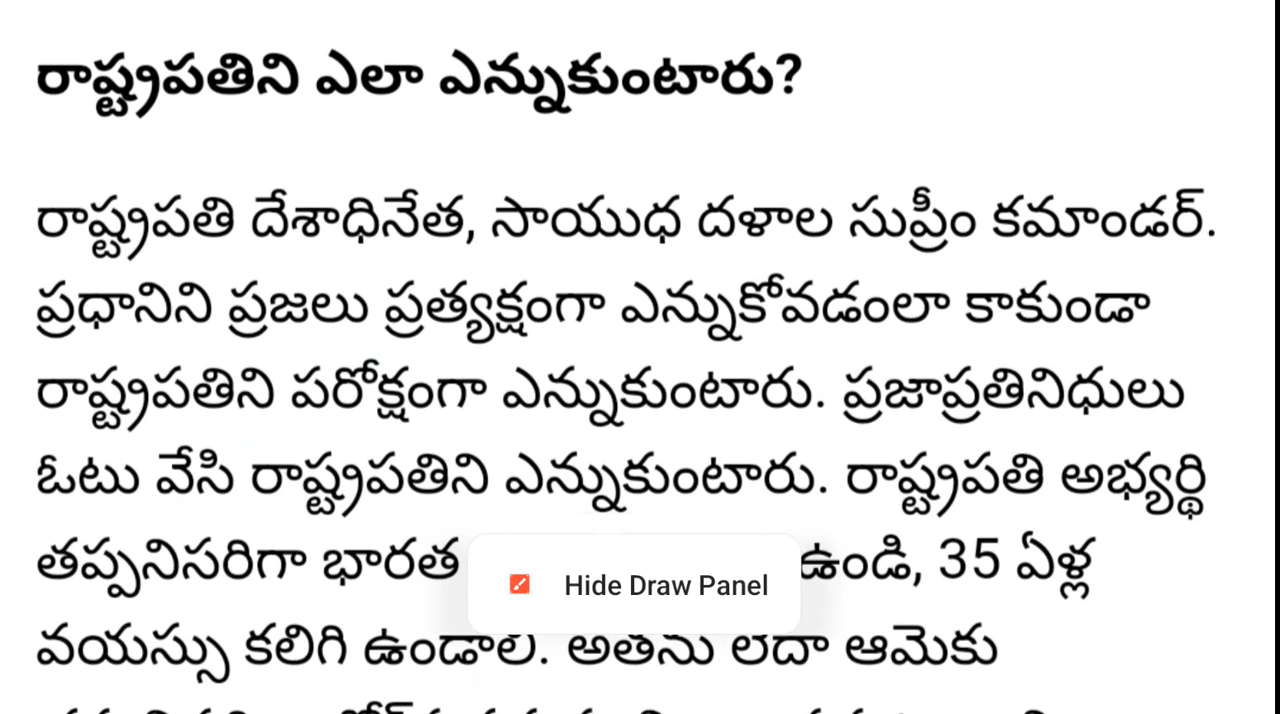 రాష్ట్రపతిని ఎలా ఎన్నుకుంటారు?
రాష్ట్రపతి దేశాధినేత, సాయుధ దళాల సుప్రీం కమాండర్.
ప్రధానిని ప్రజలు ప్రత్యక్షంగా ఎన్నుకోవడంలా కాకుండా
రాష్ట్రపతిని పరోక్షంగా ఎన్నుకుంటారు. ప్రజాప్రతినిధులు
ఓటు వేసి రాష్ట్రపతిని ఎన్నుకుంటారు. రాష్ట్రపతి అభ్యర్థి
తప్పనిసరిగా భారత ఉండి, 35 ఏళ్ల
Hide Draw Panel
వయస్సు కలిగి ఉండాలి. అతను లేదా ఆమెకు